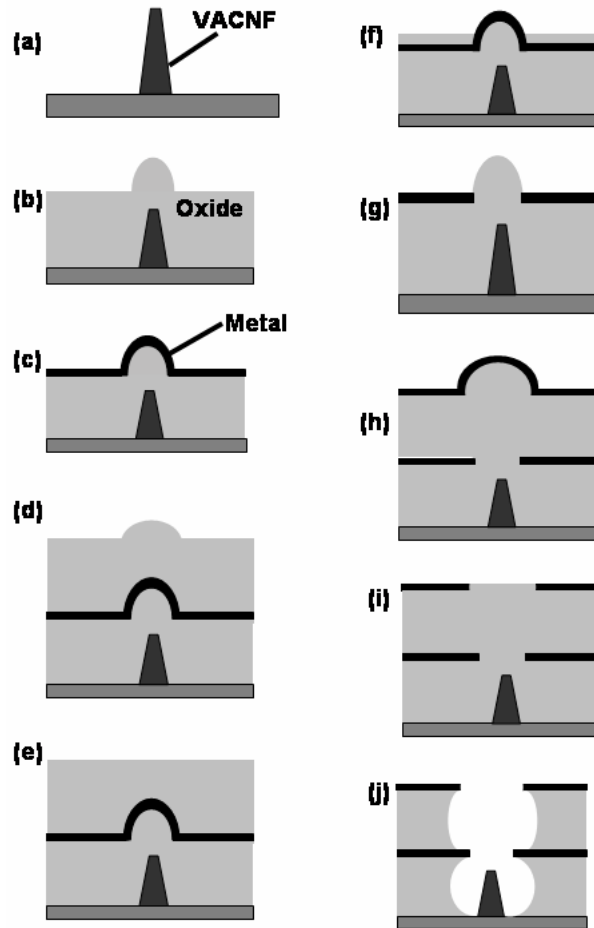 (a)
VACNF
(b)
Oxide
(c)
Metal
(d)
(e)
(f)
(g)
(h)
(i)
(j)